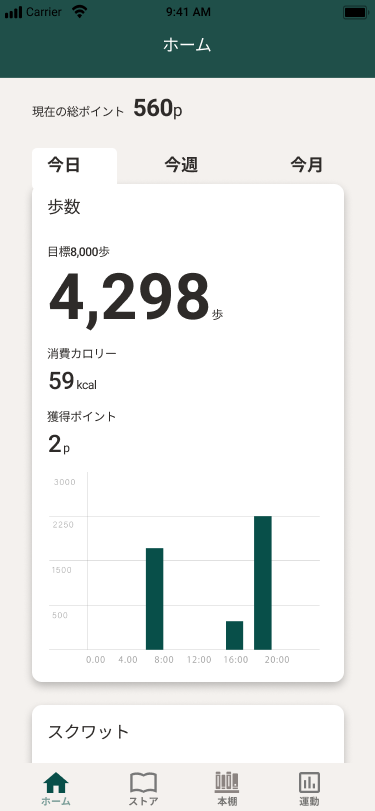 Carrier 9:41 AM
ホーム
現在の総ポイント 560p
今日 今週 今月
歩数
目標8,000歩
4,298歩
消費カロリー
59kcal
獲得ポイント
2p
3000
2250
1500
500
0.00 4.00 8:00 12:00 16:00 20:00
スクワット
ホーム ストア 本棚 運動